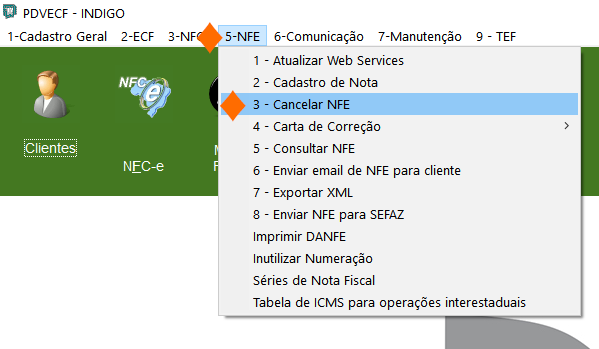 PDVECF - INDIGO
1-Cadastro Geral 2-ECF 3-NFC 5-NFE 6-Comunicação 7-Manutenção 9 - TEF
1 - Atualizar Web Services
2 - Cadastro de Nota
3 - Cancelar NFE
4 - Carta de Correção
5 - Consultar NFE
6 - Enviar email de NFE para cliente
7 - Exportar XML
8 - Enviar NFE para SEFAZ
Imprimir DANFE
Inutilizar Numeração
Séries de Nota Fiscal
Tabela de ICMS para operações interestaduais
NFC e
Clientes
NFC-e